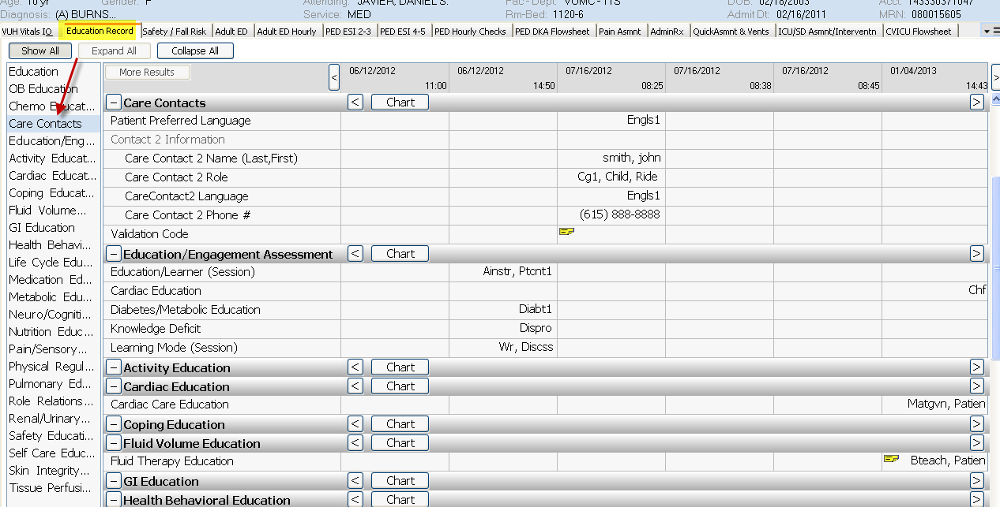 Age: 10 yr Gender: F Attending: JAVIER, DANIEL S. Fac - Dept: VUMC - 11S DOB: 02/18/2003 Acct:
Diagnosis: (A) BURNS... Service: MED Rm-Bed: 1120-6 Admit Dt: 02/16/2011 MRN: 080015605
VUH Vitals IO Education Record Safety / Fall Risk Adult ED Adult ED Hourly PED ESI 2-3 PED ESI 4-5 PED Hourly Checks PED DKA Flowsheet Pain Asmnt AdminRx QuickAsmnt & Vents ICU/SD Asmnt/Interventn CVICU Flowsheet
Show All Expand All Collapse All
Education
OB Education
Chemo Educat...
Care Contacts
Education/Eng...
Activity Educat...
Cardiac Educat...
Coping Educat...
Fluid Volume...
GI Education
Health Behavi...
Life Cycle Edu...
Medication Ed...
Metabolic Edu...
Neuro/Cogniti...
Nutrition Educ...
Pain/Sensory...
Physical Regul...
Pulmonary Ed...
Role Relations...
Renal/Urinary...
Safety Educati...
Self Care Educ...
Skin Integrity...
Tissue Perfusi...
More Results < 06/12/2012 06/12/2012 07/16/2012 07/16/2012 07/16/2012 01/04/2013 >
11:00 14:50 08:25 08:38 08:45 14:43
− Care Contacts < Chart >
Patient Preferred Language Engls1
Contact 2 Information
Care Contact 2 Name (Last,First) smith, john
Care Contact 2 Role Cg1, Child, Ride
CareContact2 Language Engls1
Care Contact 2 Phone # (615) 888-8888
Validation Code
− Education/Engagement Assessment < Chart >
Education/Learner (Session) Ainstr, Ptcnt1
Cardiac Education Chf
Diabetes/Metabolic Education Diabt1
Knowledge Deficit Dispro
Learning Mode (Session) Wr, Discss
− Activity Education < Chart >
− Cardiac Education < Chart >
Cardiac Care Education Matgvn, Patien
− Coping Education < Chart >
− Fluid Volume Education < Chart >
Fluid Therapy Education Bteach, Patien
− GI Education < Chart >
− Health Behavioral Education < Chart >